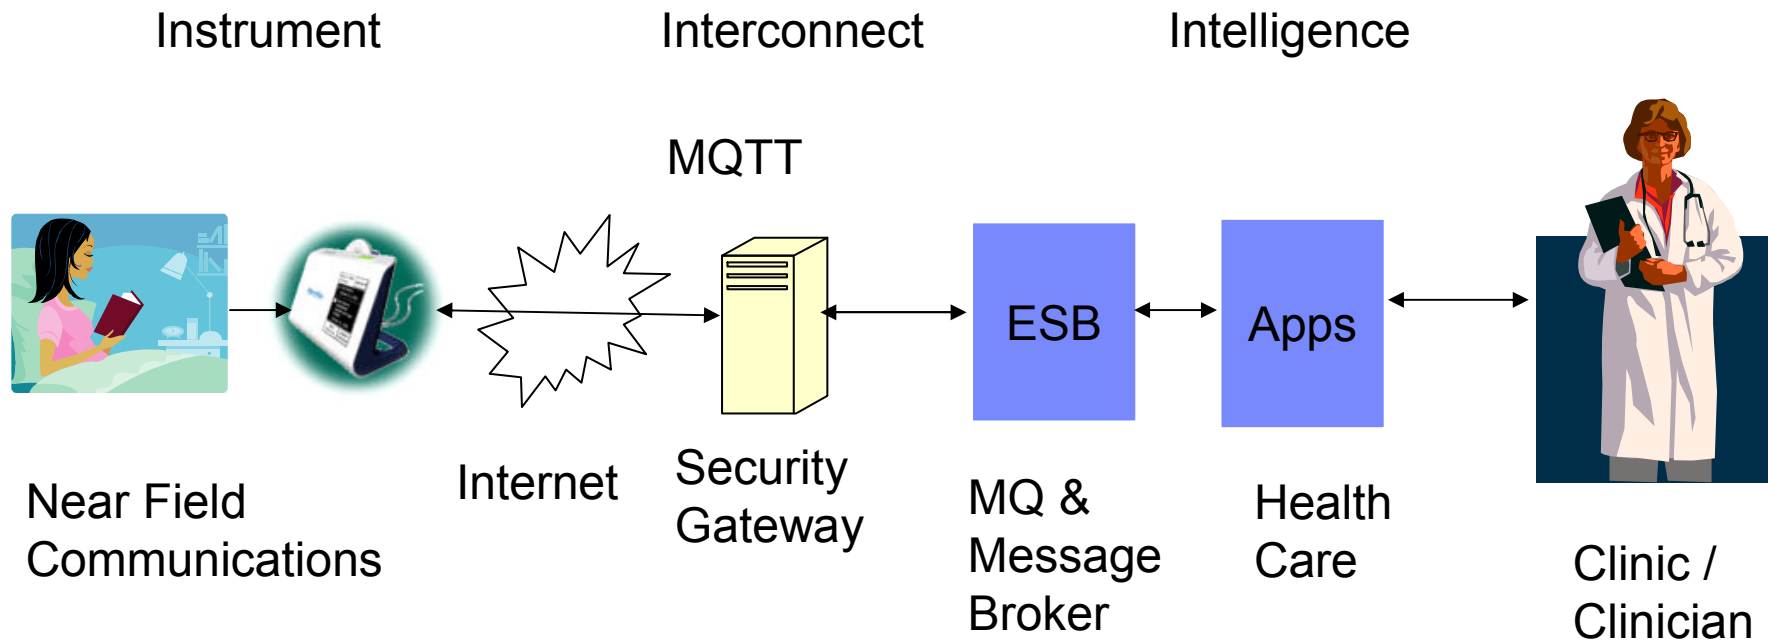 Instrument
Interconnect
Intelligence
MQTT
ESB
Apps
Near Field
Communications
Internet
Security
Gateway
MQ &
Message
Broker
Health
Care
Clinic /
Clinician